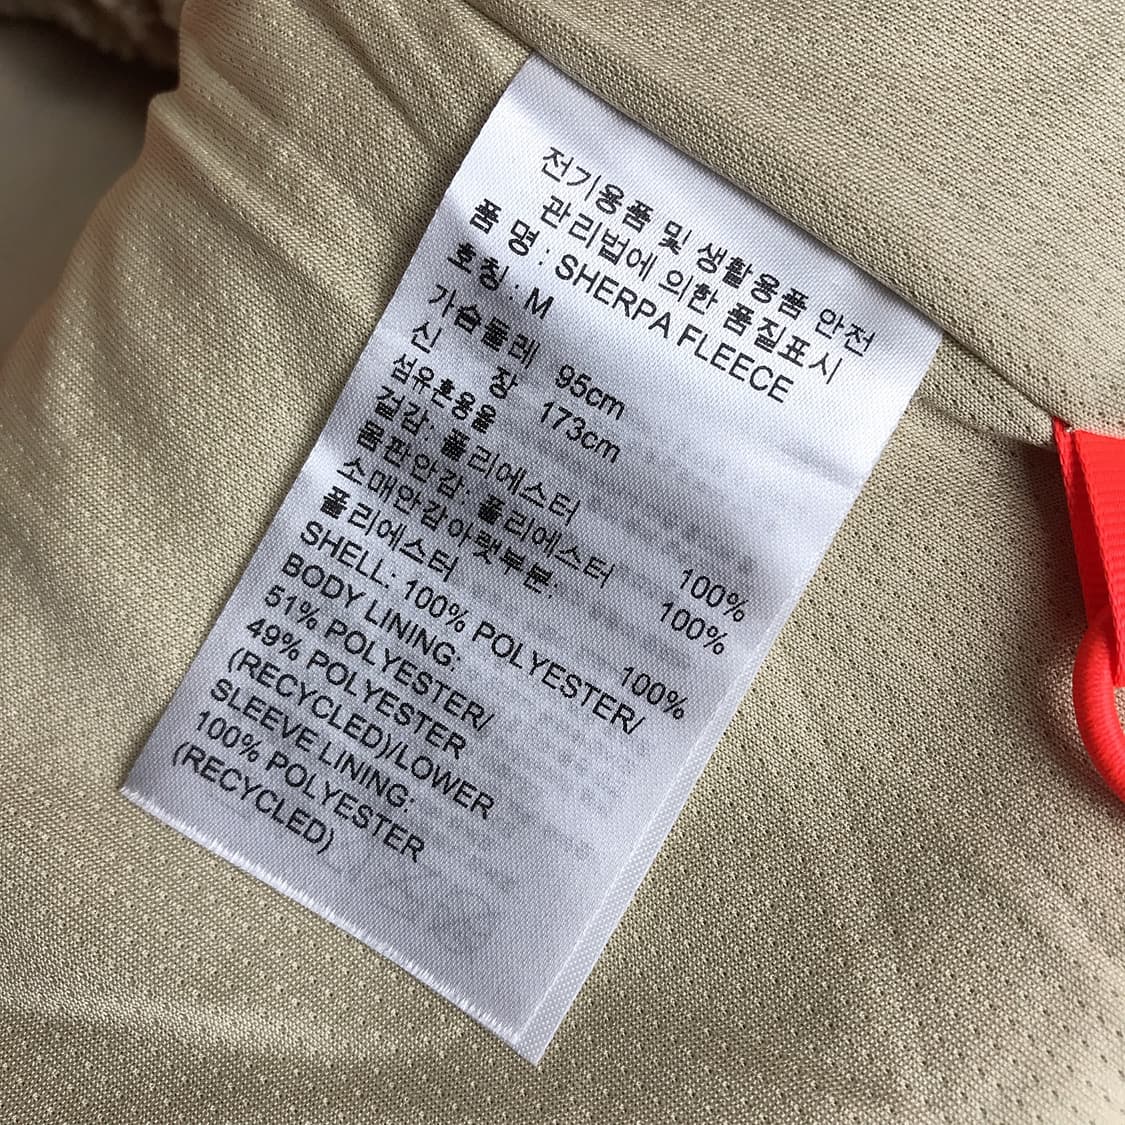 전기용품 및 생활용품 안전
관리법에 의한 품질표시
품 명 : SHERPA FLEECE
호칭 : M
가슴둘레 95cm
신 장 173cm
섬유혼용율
겉감: 폴리에스터 100%
몸판안감: 폴리에스터 100%
소매안감아랫부분:
폴리에스터 100%
SHELL: 100% POLYESTER/
BODY LINING:
51% POLYESTER/
49% POLYESTER
(RECYCLED)/LOWER
SLEEVE LINING:
100% POLYESTER
(RECYCLED)